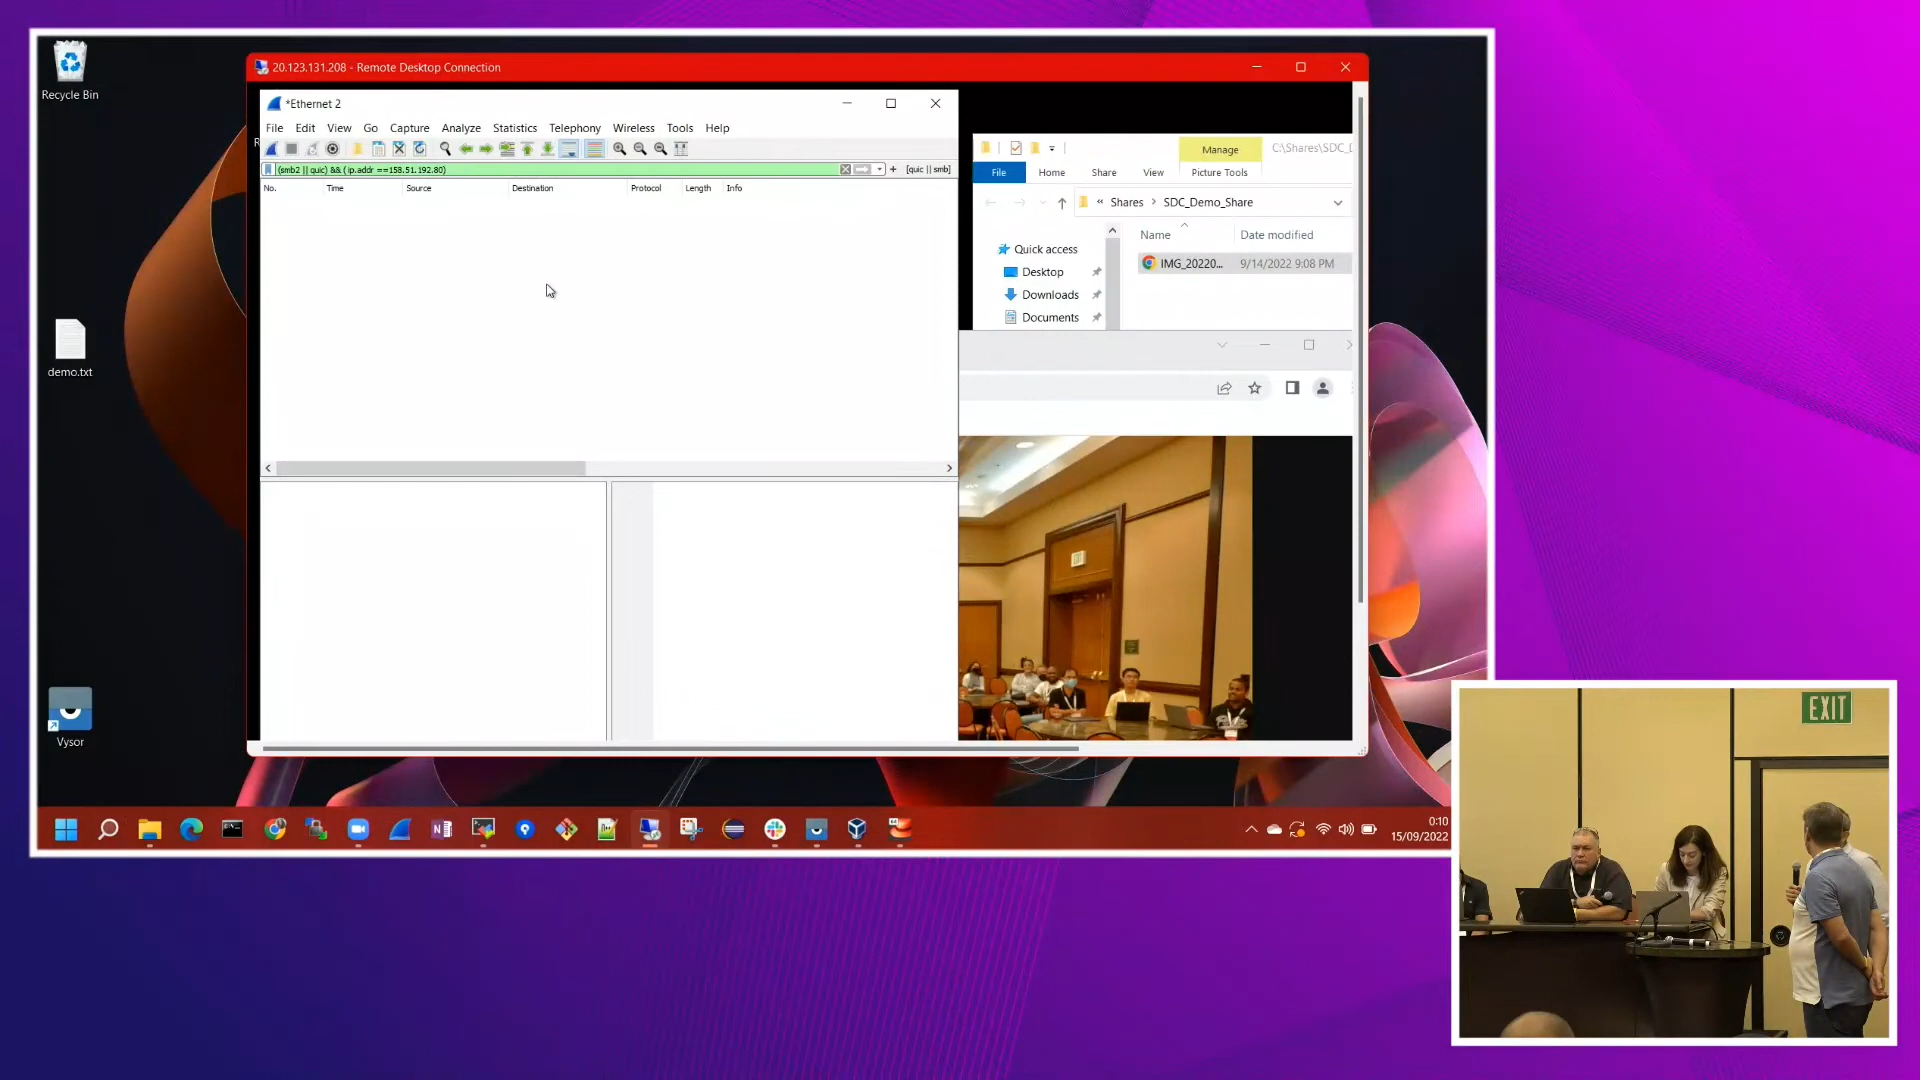 Recycle Bin
demo.txt
Vysor
20.123.131.208 - Remote Desktop Connection
*Ethernet 2
File Edit View Go Capture Analyze Statistics Telephony Wireless Tools Help
(smb2 || quic) && (ip.addr ==158.51.192.80)
[quic || smb]
No. Time Source Destination Protocol Length Info
Manage
C:\Shares\SDC_D
File Home Share View Picture Tools
« Shares > SDC_Demo_Share
Name Date modified
Quick access
Desktop
Downloads
Documents
IMG_20220... 9/14/2022 9:08 PM
0:10
15/09/2022
EXIT